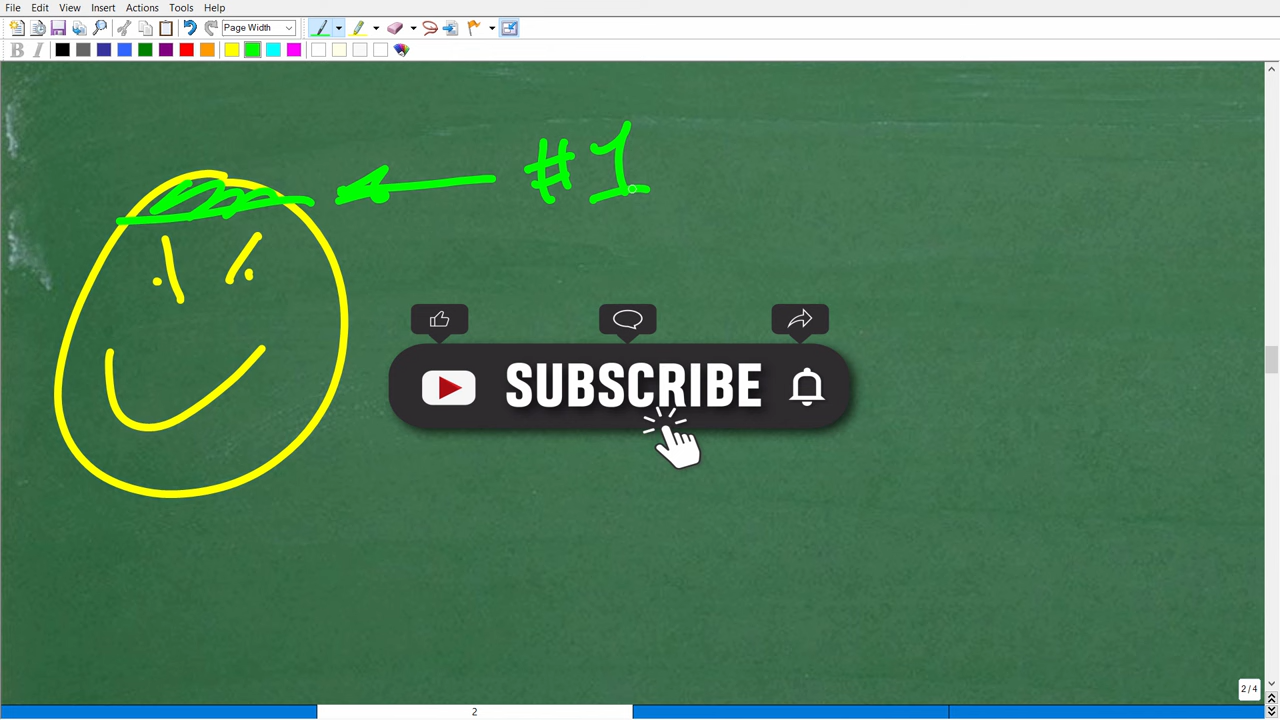 File Edit View Insert Actions Tools Help
Page Width
B I
#1
SUBSCRIBE
2/4
2